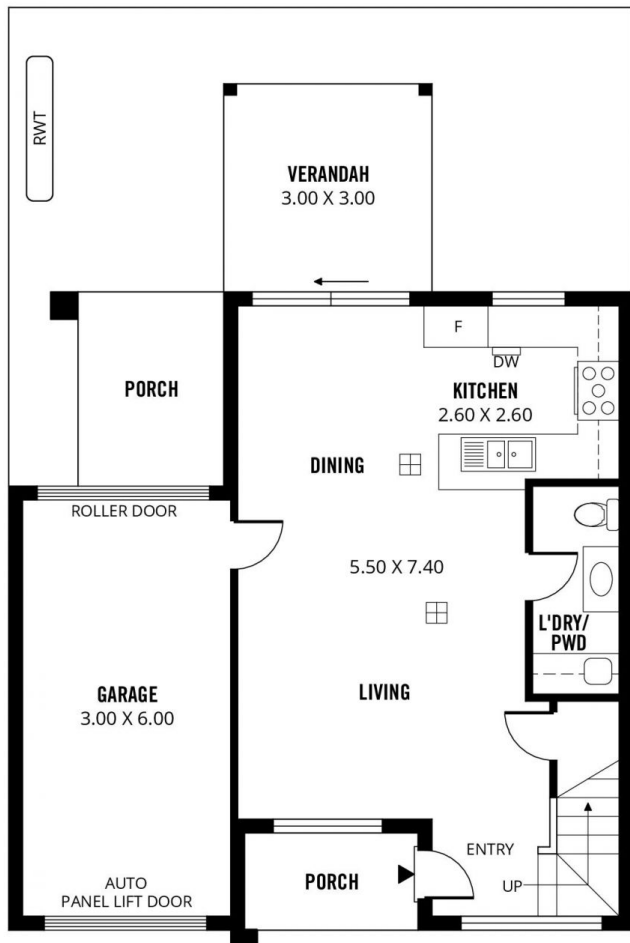 RWT
VERANDAH
3.00 X 3.00
F
DW
PORCH
KITCHEN
2.60 X 2.60
DINING
ROLLER DOOR
5.50 X 7.40
L'DRY/
PWD
GARAGE
3.00 X 6.00
LIVING
ENTRY
PORCH
UP
AUTO
PANEL LIFT DOOR